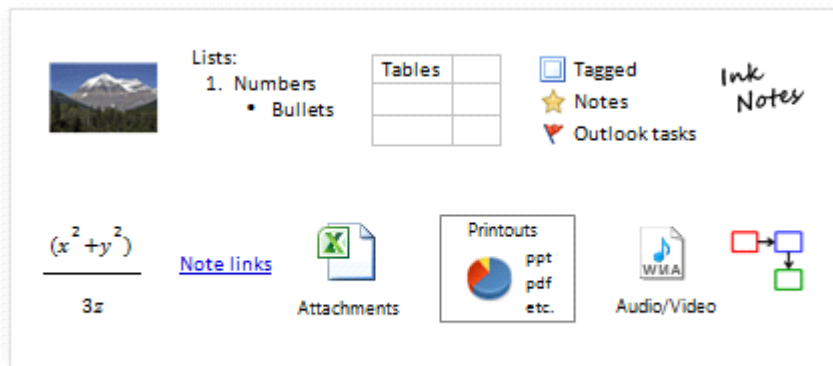 Lists:
1. Numbers
• Bullets
Tables
Tagged
Notes
Outlook tasks
Ink
Notes
(x² + y²)
3z
Note links
Attachments
Printouts
ppt
pdf
etc.
WMA
Audio/Video